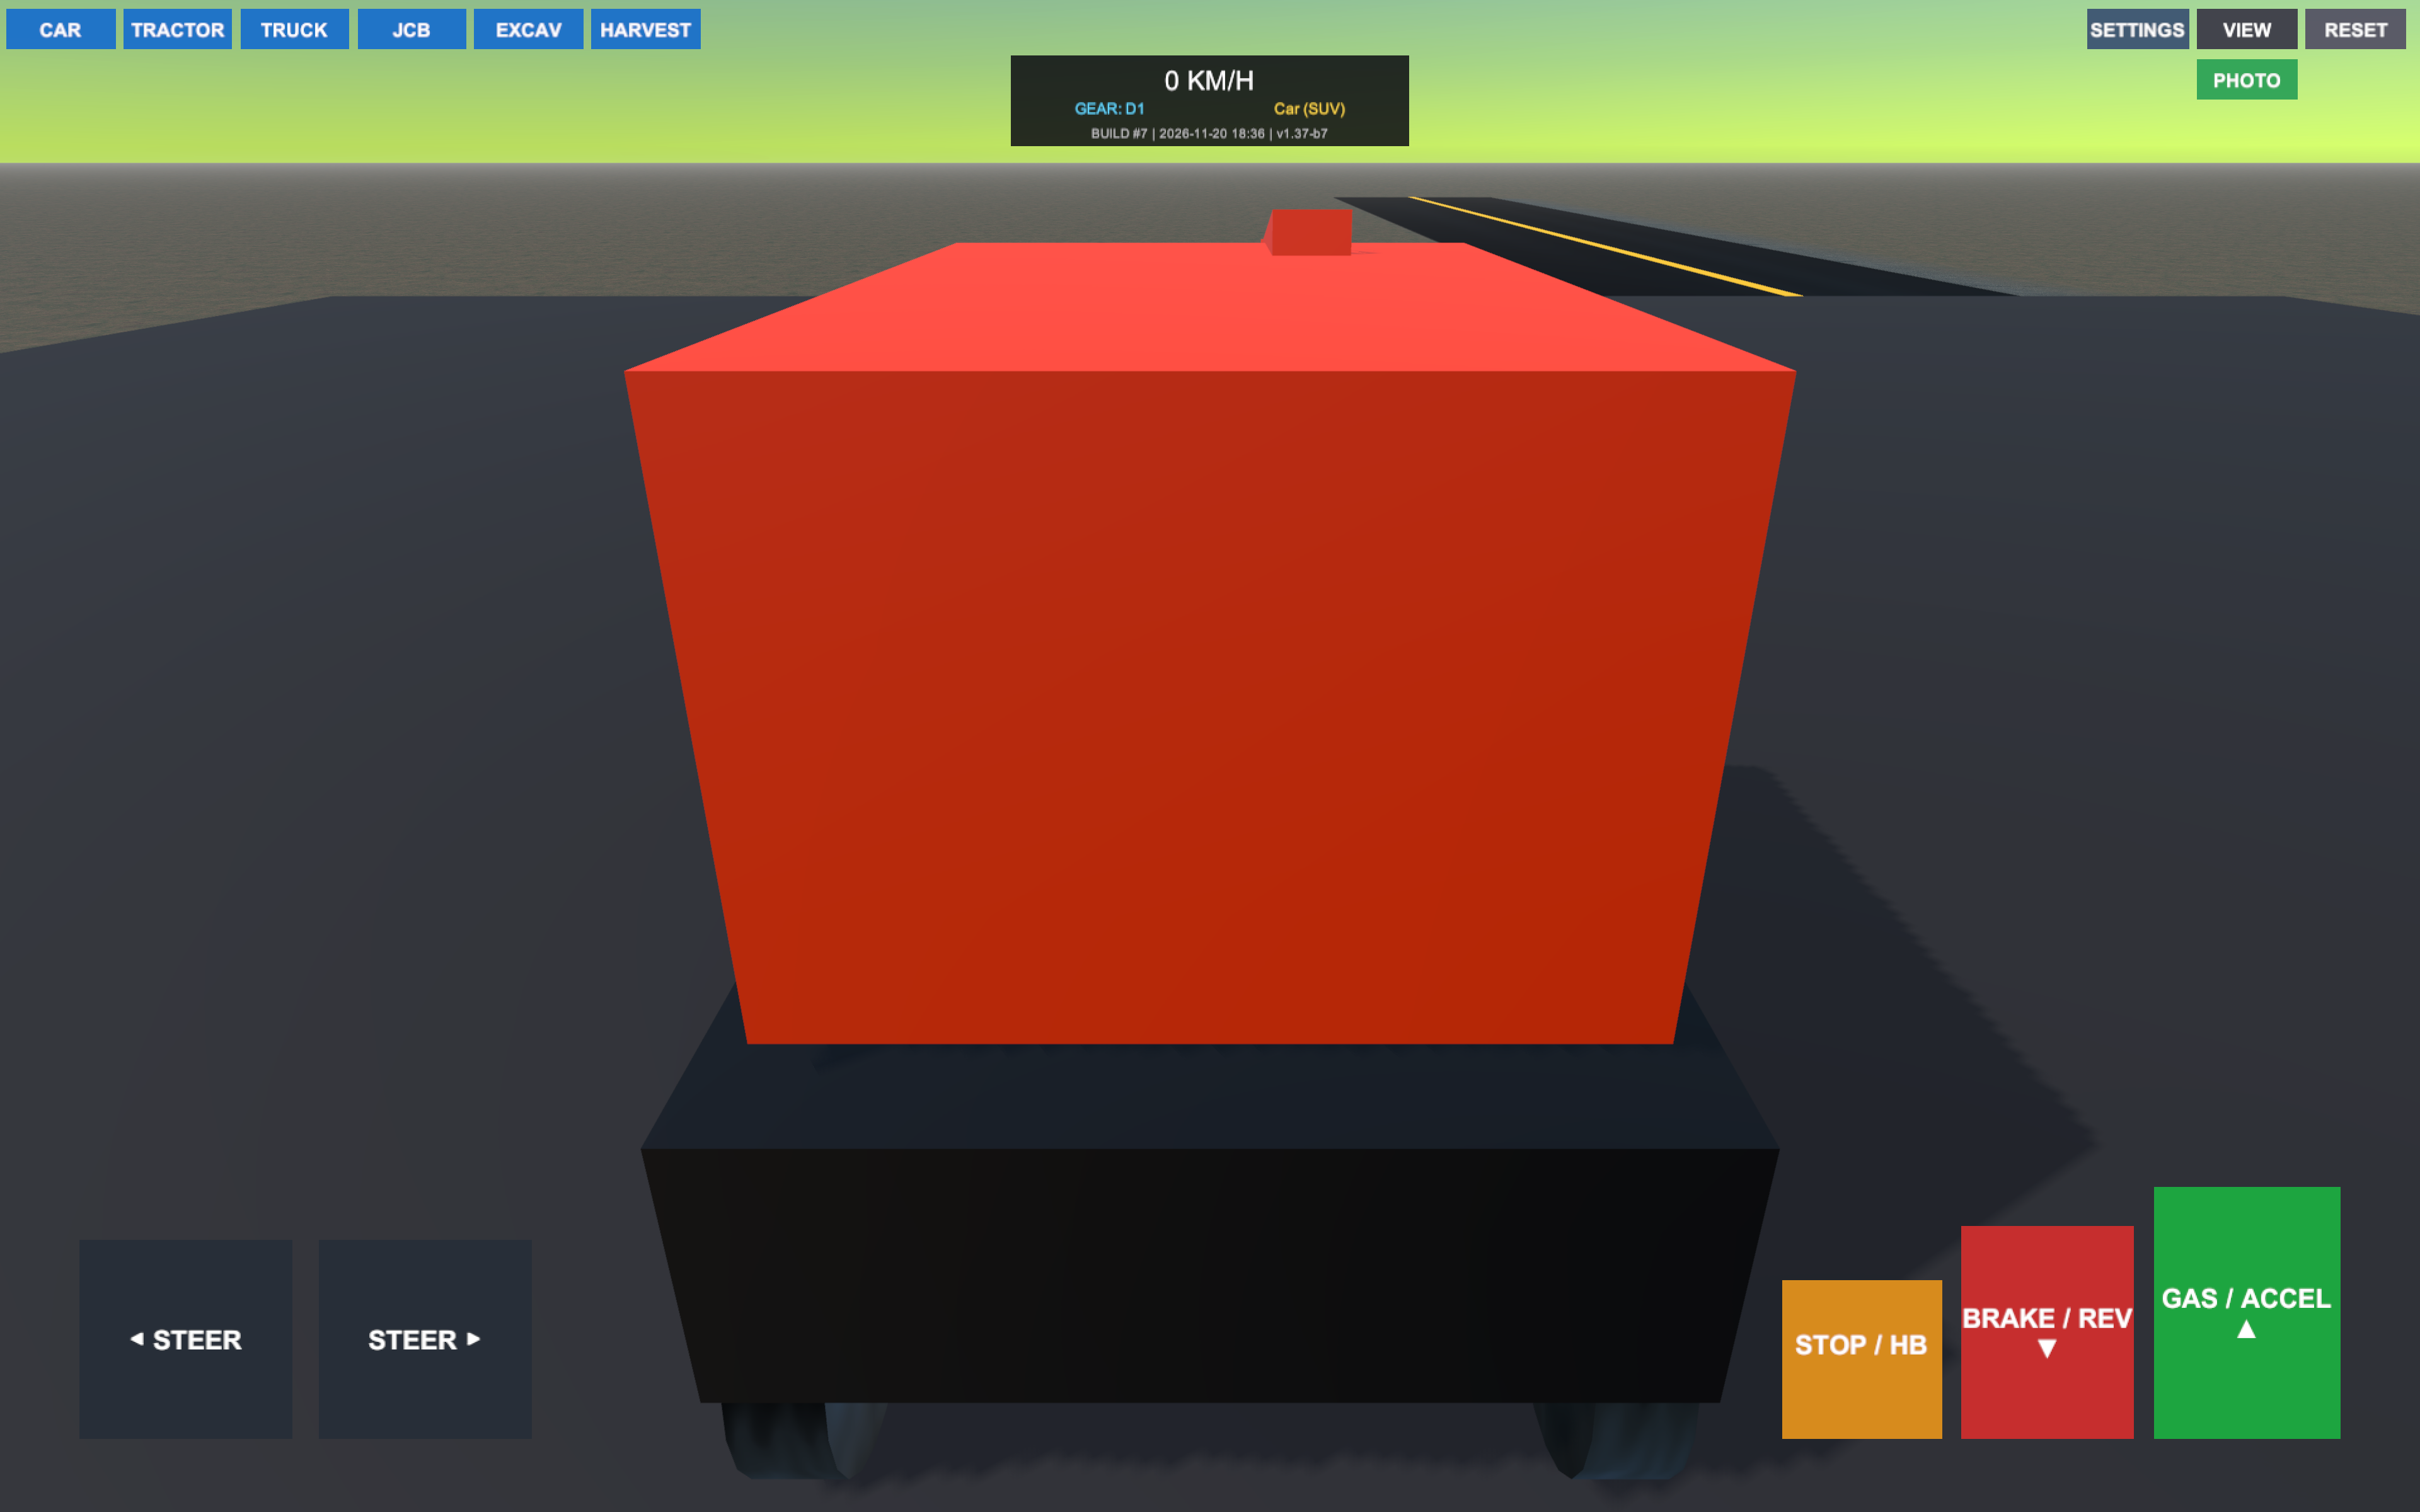 CAR
TRACTOR
TRUCK
JCB
EXCAV
HARVEST
SETTINGS
VIEW
RESET
PHOTO
0 KM/H
GEAR: D1
Car (SUV)
BUILD #7 | 2026-11-20 18:36 | v1.37-b7
◄ STEER
STEER ►
STOP / HB
BRAKE / REV
▼
GAS / ACCEL
▲